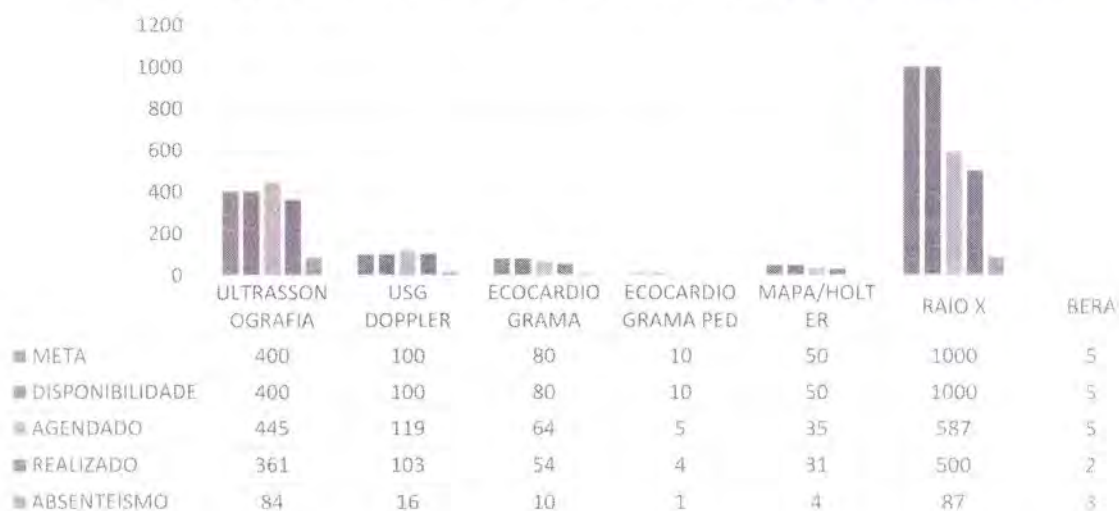 1200
1000
800
600
400
200
0
ULTRASSON USG ECOCARDIO ECOCARDIO MAPA/HOLT RAIO X BERA
OGRAFIA DOPPLER GRAMA GRAMA PED ER
META 400 100 80 10 50 1000 5
DISPONIBILIDADE 400 100 80 10 50 1000 5
AGENDADO 445 119 64 5 35 587 5
REALIZADO 361 103 54 4 31 500 2
ABSENTEÍSMO 84 16 10 1 4 87 3